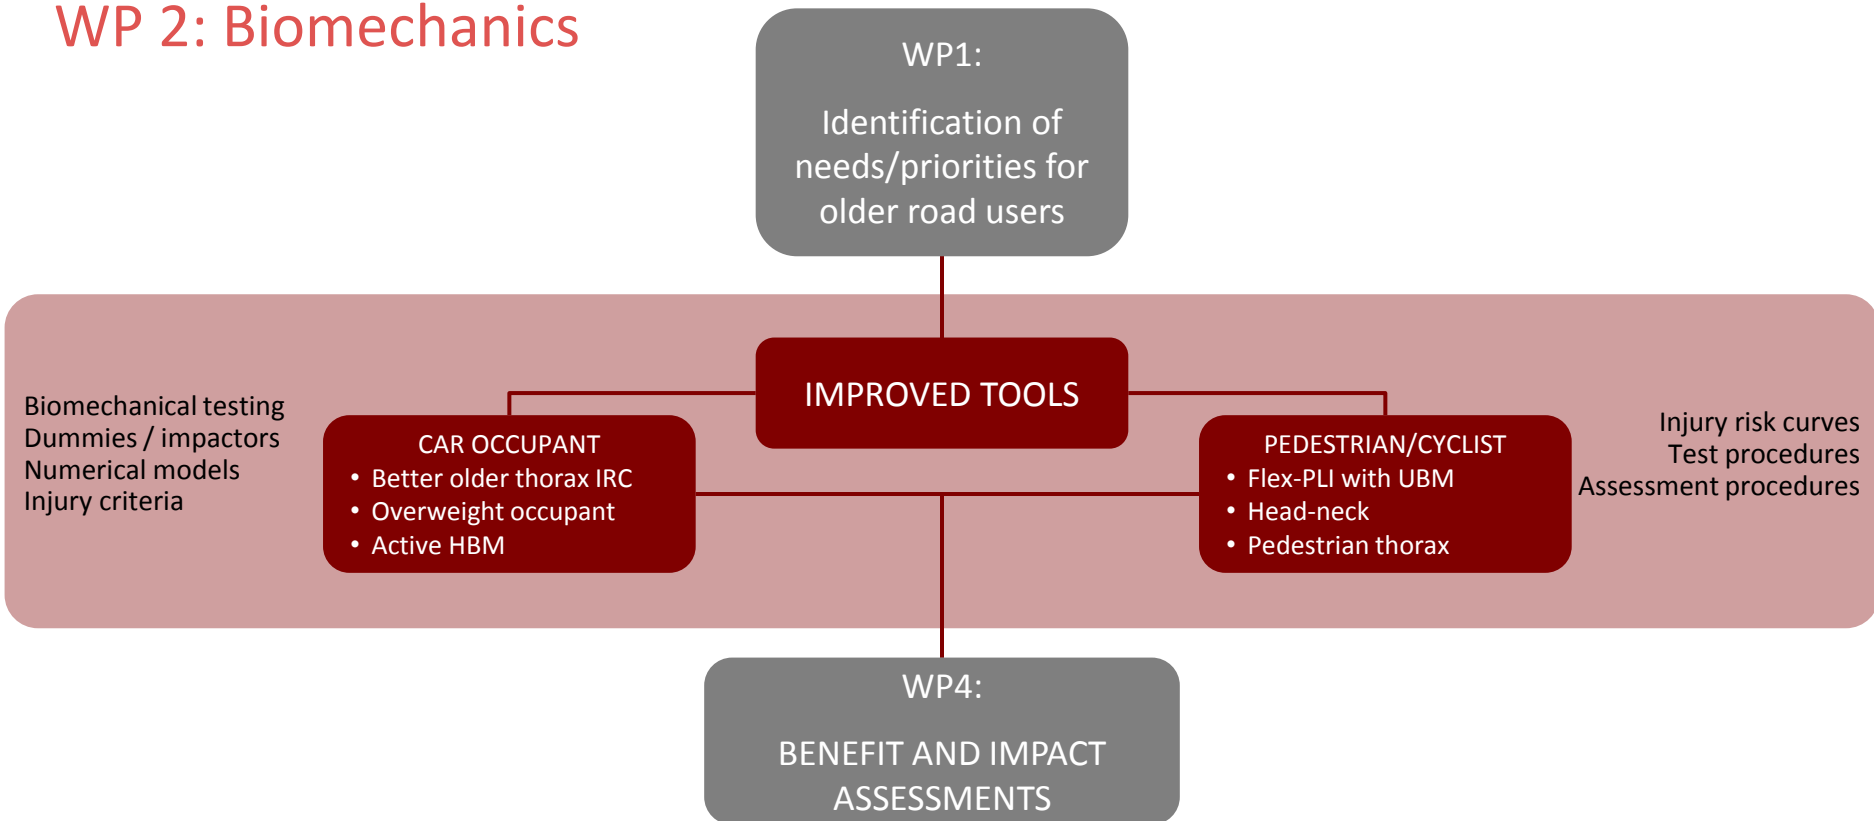 WP 2: Biomechanics
WP1:
Identification of
needs/priorities for
older road users
IMPROVED TOOLS
Biomechanical testing
Dummies / impactors
Numerical models
Injury criteria
CAR OCCUPANT
• Better older thorax IRC
• Overweight occupant
• Active HBM
PEDESTRIAN/CYCLIST
• Flex-PLI with UBM
• Head-neck
• Pedestrian thorax
Injury risk curves
Test procedures
Assessment procedures
WP4:
BENEFIT AND IMPACT
ASSESSMENTS